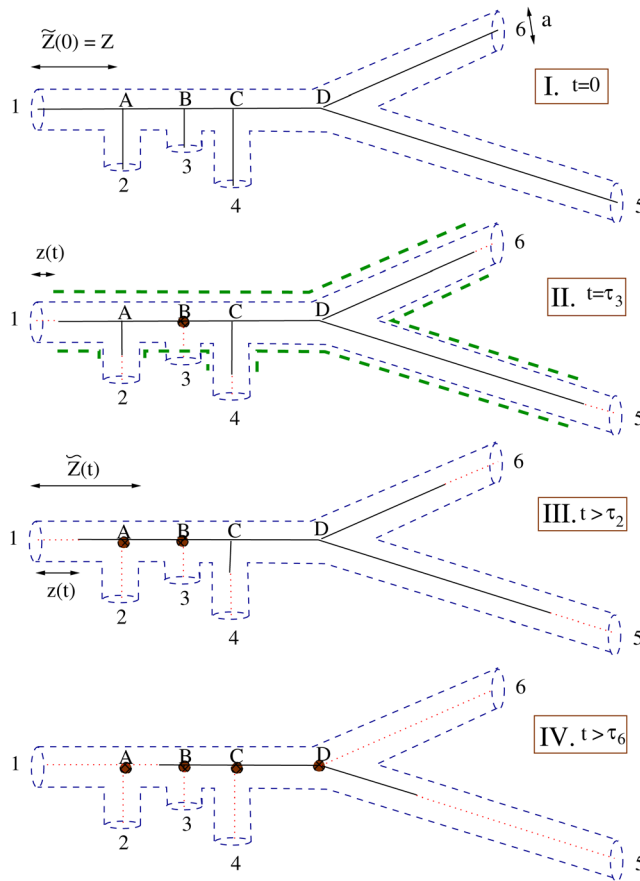 Z̃(0) = Z
6
a
A
B
C
D
1
I. t=0
2
3
4
5
z(t)
6
1
A
B
C
D
II. t=τ₃
2
3
4
5
Z̃(t)
6
1
A
B
C
D
III. t > τ₂
z(t)
2
3
4
5
6
1
A
B
C
D
IV. t > τ₆
2
3
4
5